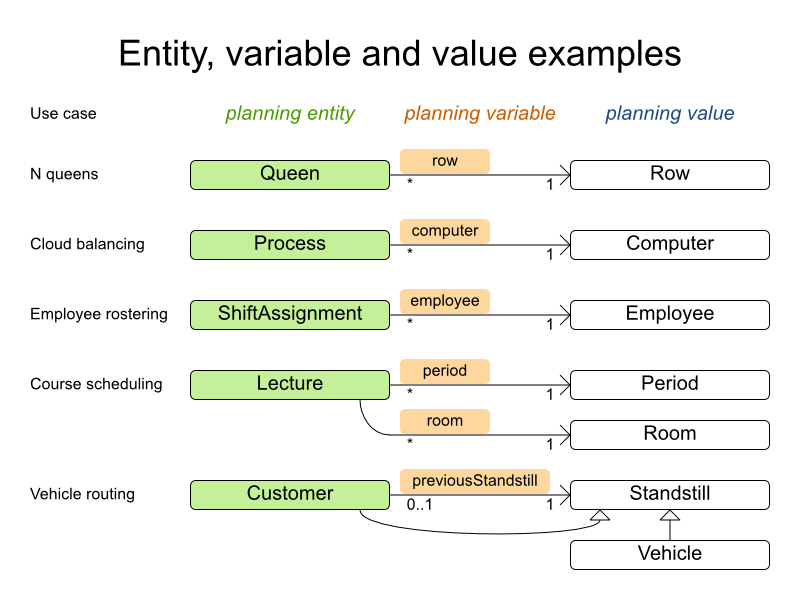 Entity, variable and value examples
Use case planning entity planning variable planning value
N queens Queen row Row
* 1
Cloud balancing Process computer Computer
* 1
Employee rostering ShiftAssignment employee Employee
* 1
Course scheduling Lecture period Period
* 1
room Room
* 1
Vehicle routing Customer previousStandstill Standstill
0..1 1
Vehicle